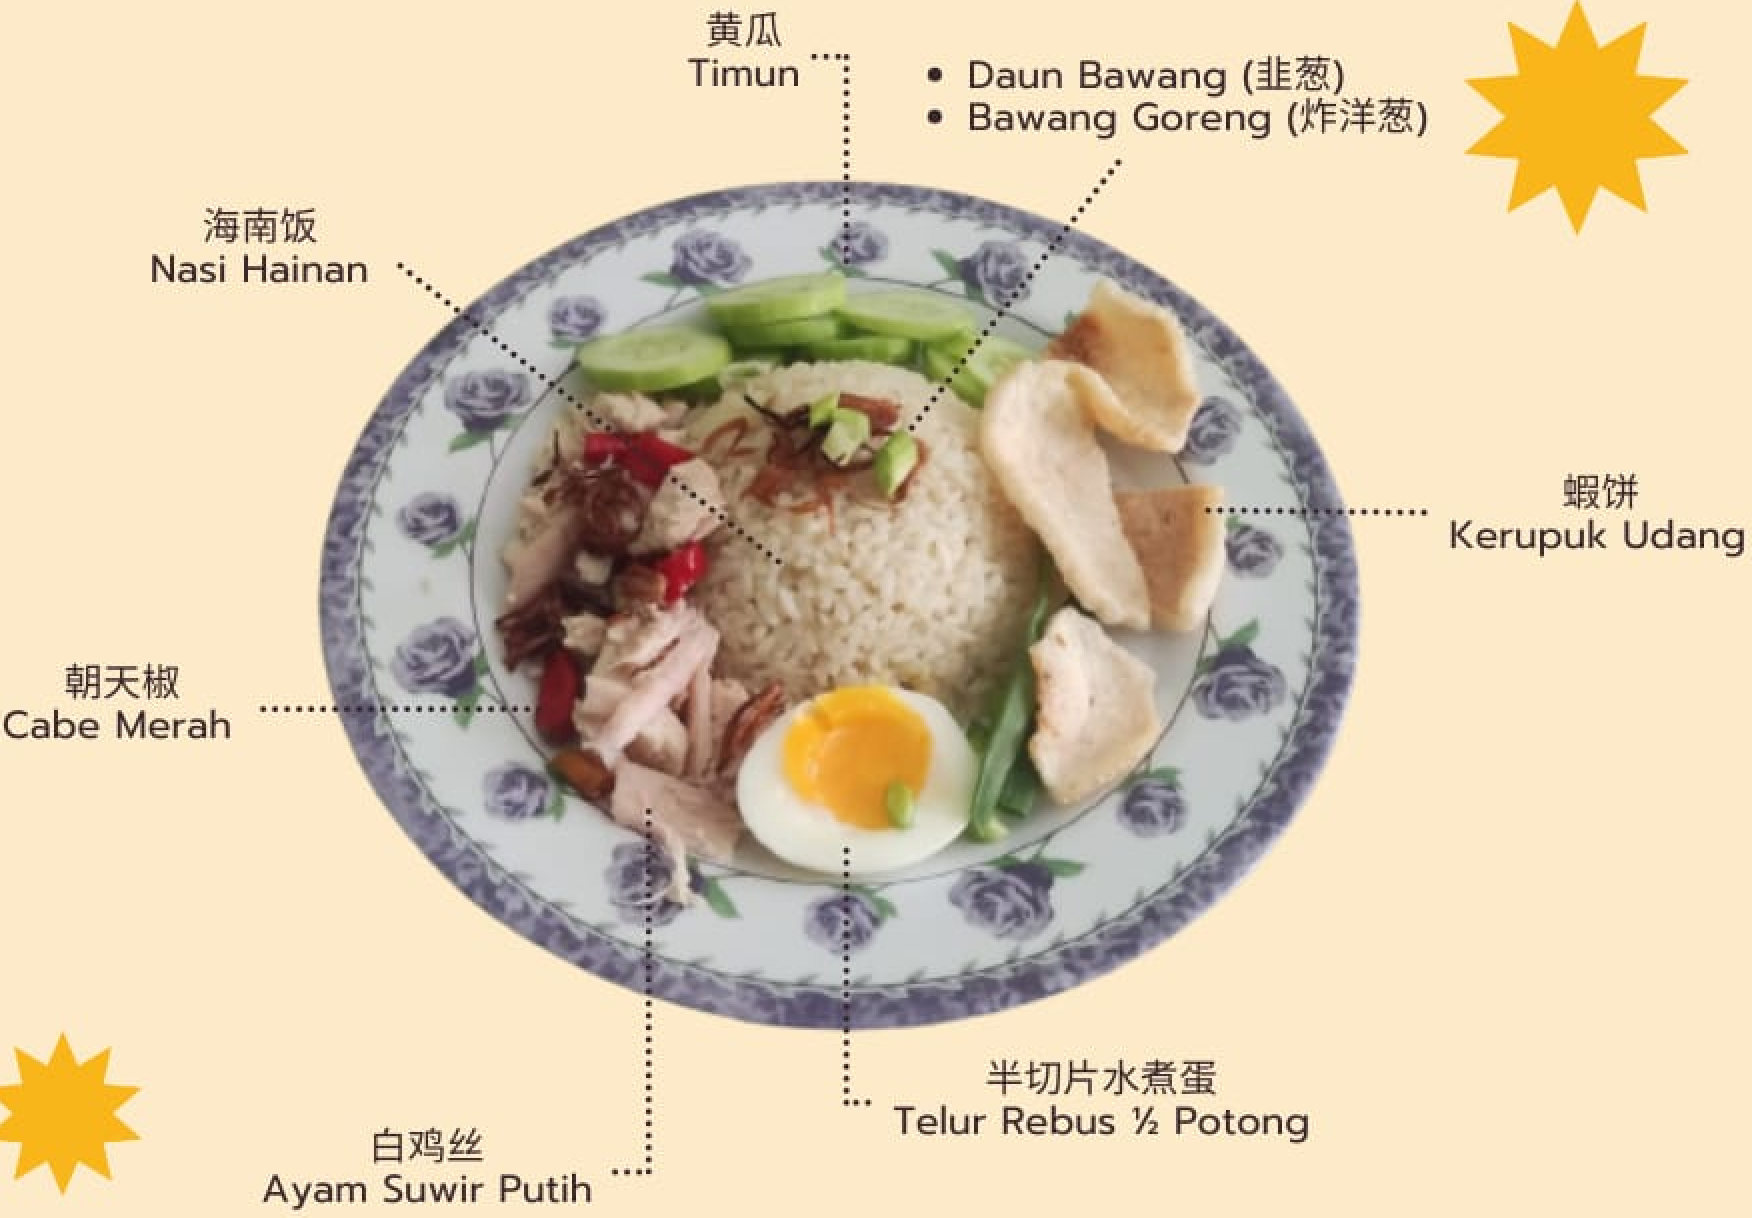 黄瓜
Timun
• Daun Bawang (韭葱)
• Bawang Goreng (炸洋葱)
海南饭
Nasi Hainan
蝦饼
Kerupuk Udang
朝天椒
Cabe Merah
半切片水煮蛋
Telur Rebus ½ Potong
白鸡丝
Ayam Suwir Putih